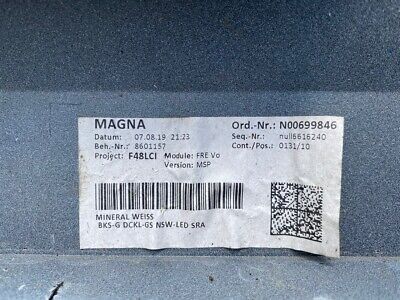 MAGNA Ord.-Nr.: N00699846
Datum: 07.08.19 21:23 Seq.-Nr.: null6616240
Beh.-Nr.: 8601157 Cont./Pos.: 0131/10
Project: F48LCI Module: FRE Vo
Version: MSP
MINERAL WEISS
BKS-G DCKL-GS NSW-LED SRA